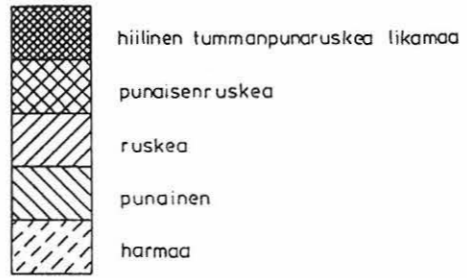 hiilinen tummanpunaruskea likamaa
punaisenruskea
ruskea
punainen
harmaa